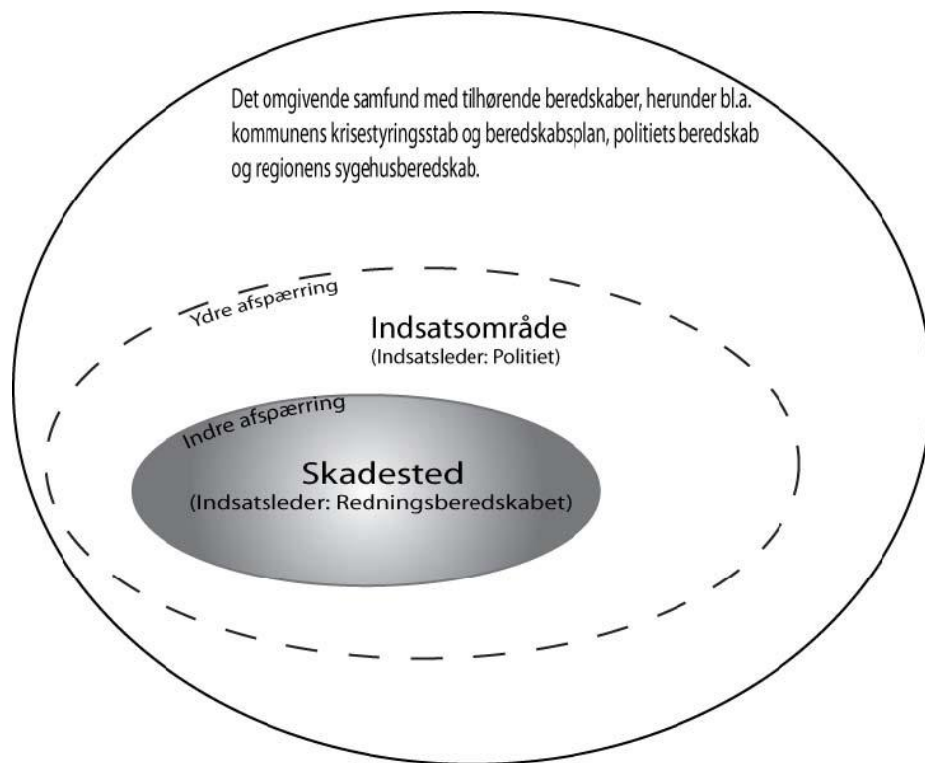 Det omgivende samfund med tilhørende beredskaber, herunder bl.a.
kommunens krisestyringsstab og beredskabsplan, politiets beredskab
og regionens sygehusberedskab.
Ydre afspærring
Indsatsområde
(Indsatsleder: Politiet)
Indre afspærring
Skadested
(Indsatsleder: Redningsberedskabet)